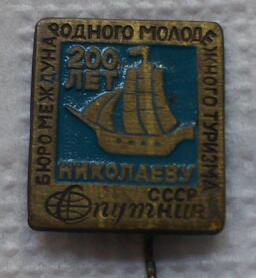 БЮРО МЕЖДУНАРОДНОГО МОЛОДЕЖНОГО ТУРИЗМА
200
ЛЕТ
НИКОЛАЕВУ
СССР
Спутник